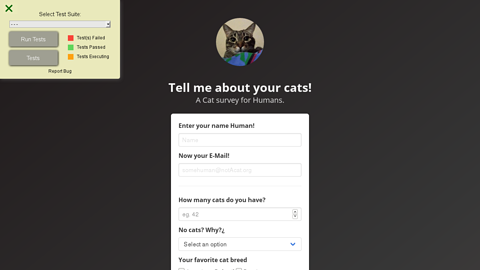 Select Test Suite:
---
Run Tests
Tests
Test(s) Failed
Tests Passed
Tests Executing
Report Bug
Tell me about your cats!
A Cat survey for Humans.
Enter your name Human!
Name
Now your E-Mail!
How many cats do you have?
eg. 42
No cats? Why?¿
Select an option
Your favorite cat breed